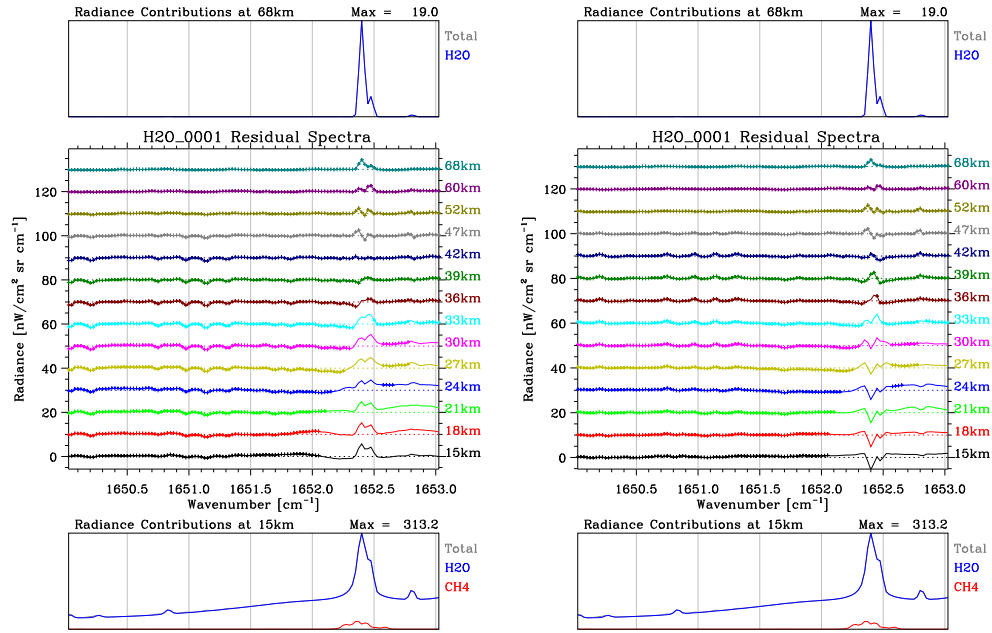 Radiance Contributions at 68km Max = 19.0
Total
H2O
H2O_0001 Residual Spectra
Radiance [nW/cm² sr cm⁻¹]
120
100
80
60
40
20
0
68km
60km
52km
47km
42km
39km
36km
33km
30km
27km
24km
21km
18km
15km
1650.5 1651.0 1651.5 1652.0 1652.5 1653.0
Wavenumber [cm⁻¹]
Radiance Contributions at 15km Max = 313.2
Total
H2O
CH4
Radiance Contributions at 68km Max = 19.0
Total
H2O
H2O_0001 Residual Spectra
Radiance [nW/cm² sr cm⁻¹]
120
100
80
60
40
20
0
68km
60km
52km
47km
42km
39km
36km
33km
30km
27km
24km
21km
18km
15km
1650.5 1651.0 1651.5 1652.0 1652.5 1653.0
Wavenumber [cm⁻¹]
Radiance Contributions at 15km Max = 313.2
Total
H2O
CH4